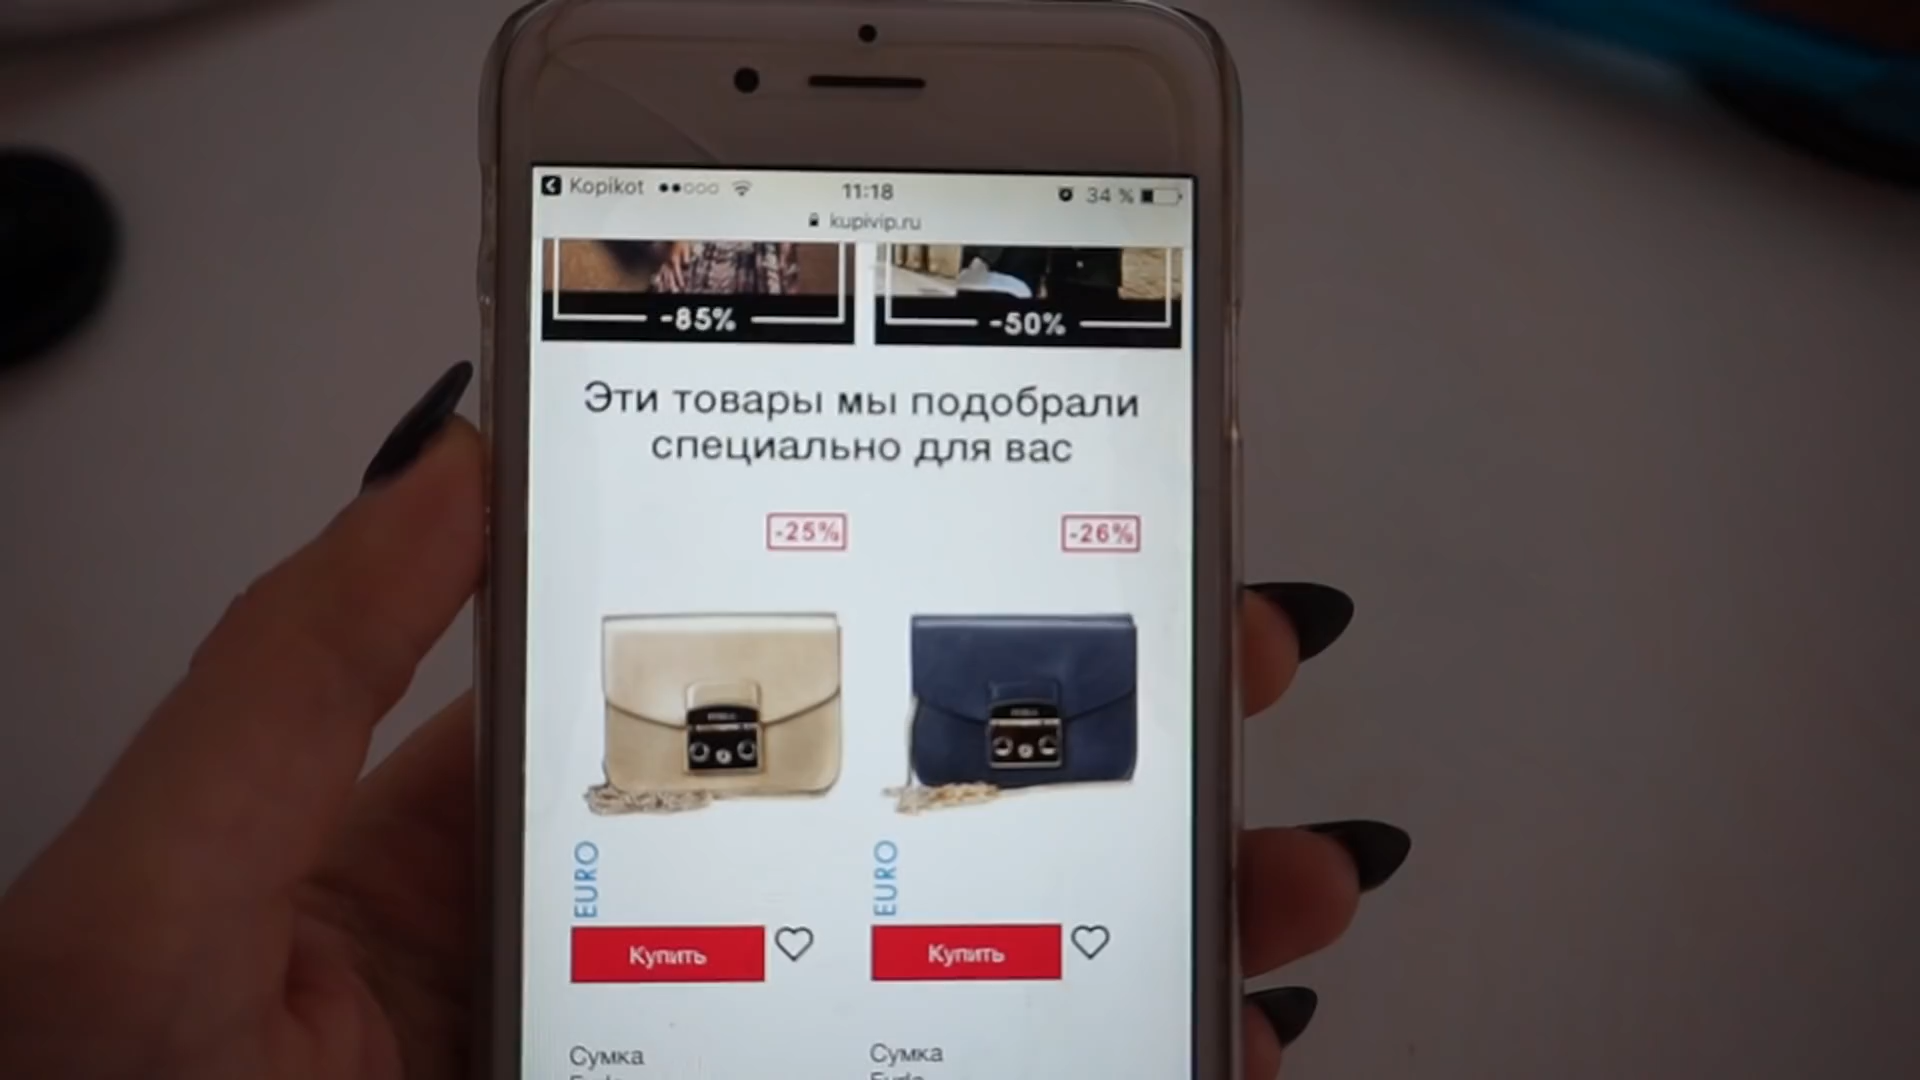 Kopikot 11:18 34 %
kupivip.ru
-85% -50%
Эти товары мы подобрали
специально для вас
-25% -26%
EURO EURO
Купить Купить
Сумка Сумка